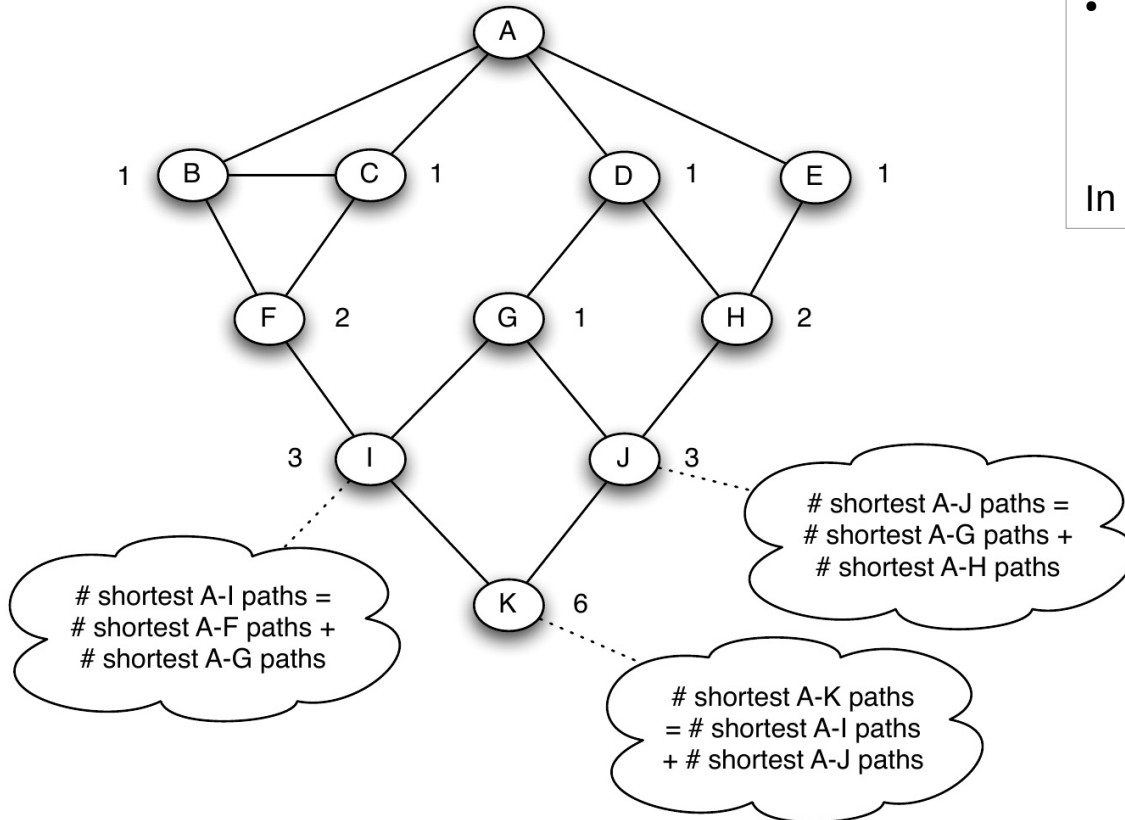 •
A
In
1 B C 1 D 1 E 1
F 2 G 1 H 2
3 I J 3
# shortest A-J paths =
# shortest A-G paths +
# shortest A-H paths
# shortest A-I paths =
# shortest A-F paths +
# shortest A-G paths
K 6
# shortest A-K paths
= # shortest A-I paths
+ # shortest A-J paths